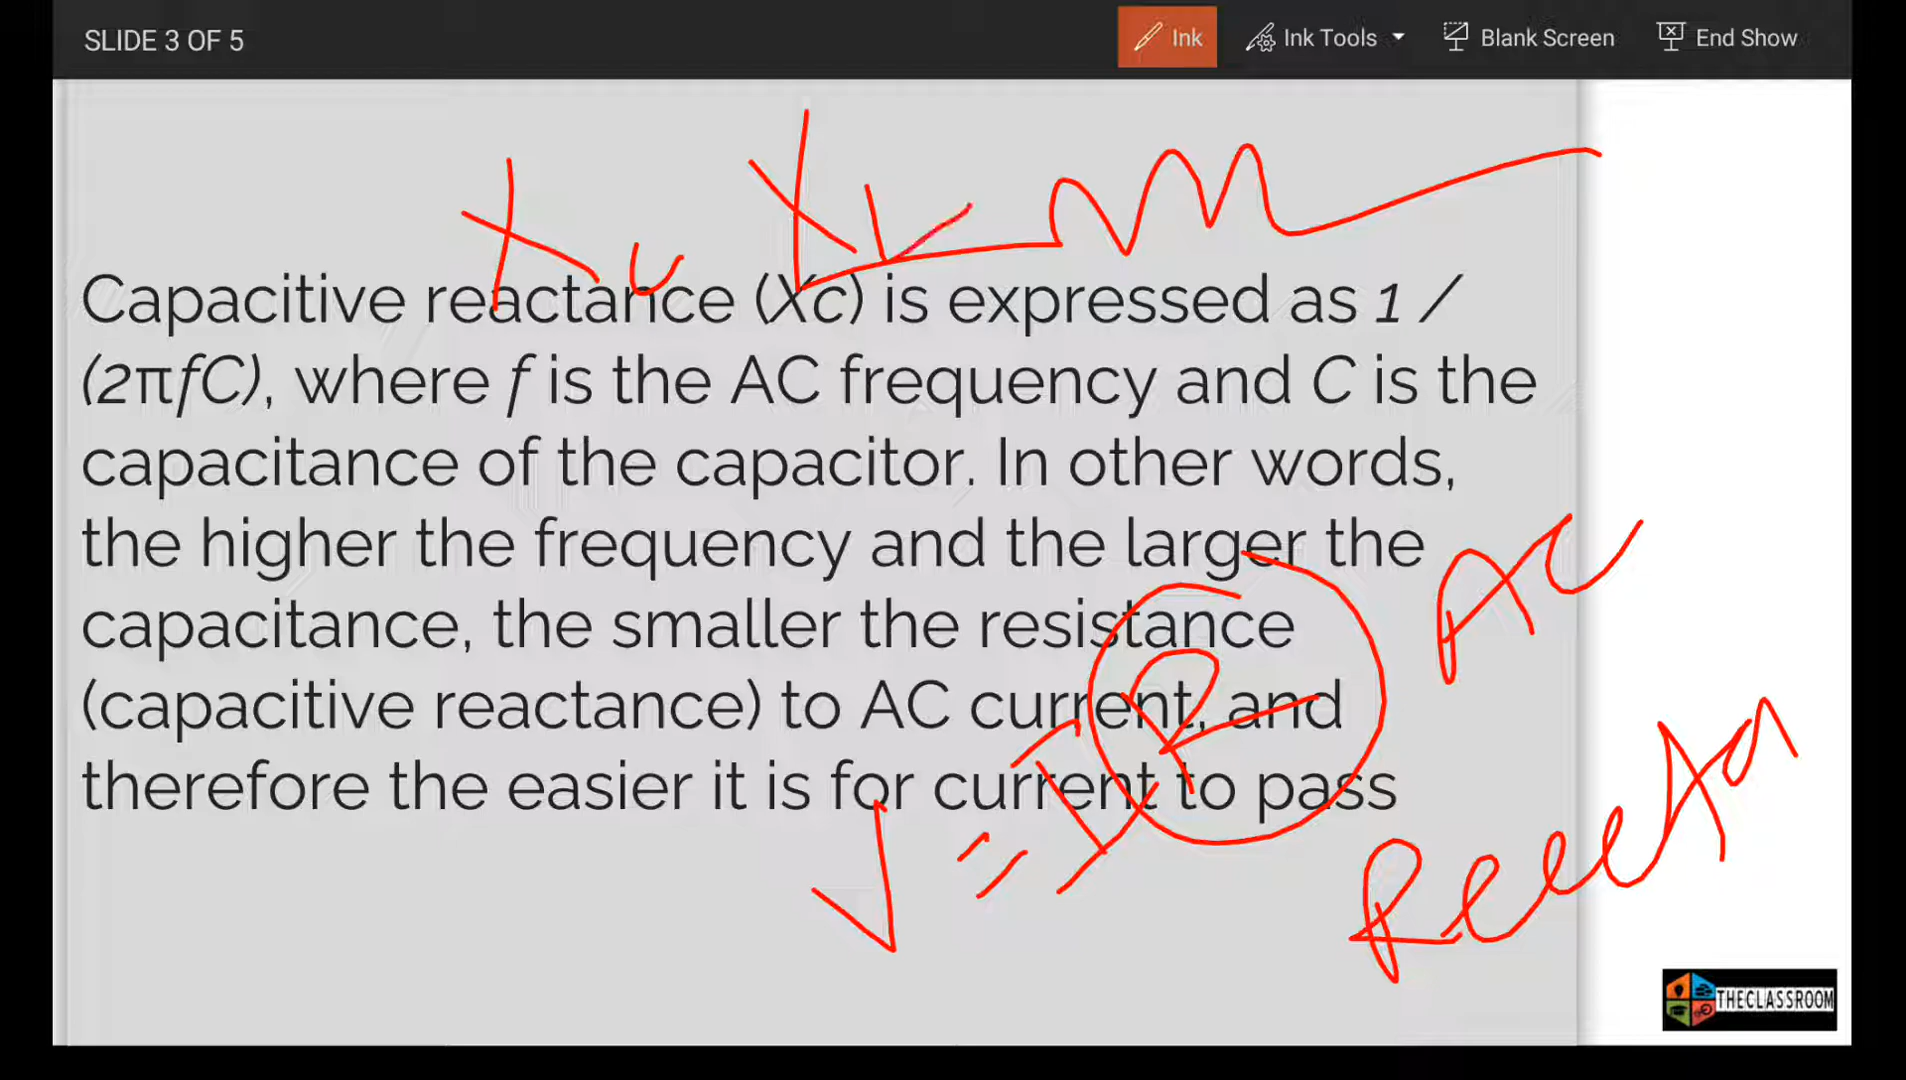 SLIDE 3 OF 5
Ink
Ink Tools
Blank Screen
End Show
Xc XL
Capacitive reactance (Xc) is expressed as 1 /
(2πfC), where f is the AC frequency and C is the
capacitance of the capacitor. In other words,
the higher the frequency and the larger the
capacitance, the smaller the resistance
(capacitive reactance) to AC current, and
therefore the easier it is for current to pass
AC
V = IR
THECLASSROOM